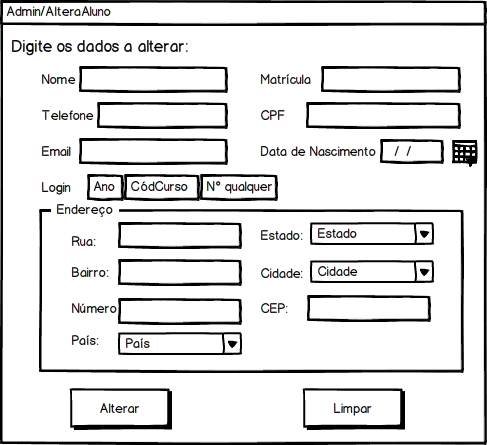 Admin/AlteraAluno
Digite os dados a alterar:
Nome Matrícula
Telefone CPF
Email Data de Nascimento / /
Login Ano CódCurso N° qualquer
Endereço
Rua: Estado: Estado
Bairro: Cidade: Cidade
Número CEP:
País: País
Alterar Limpar